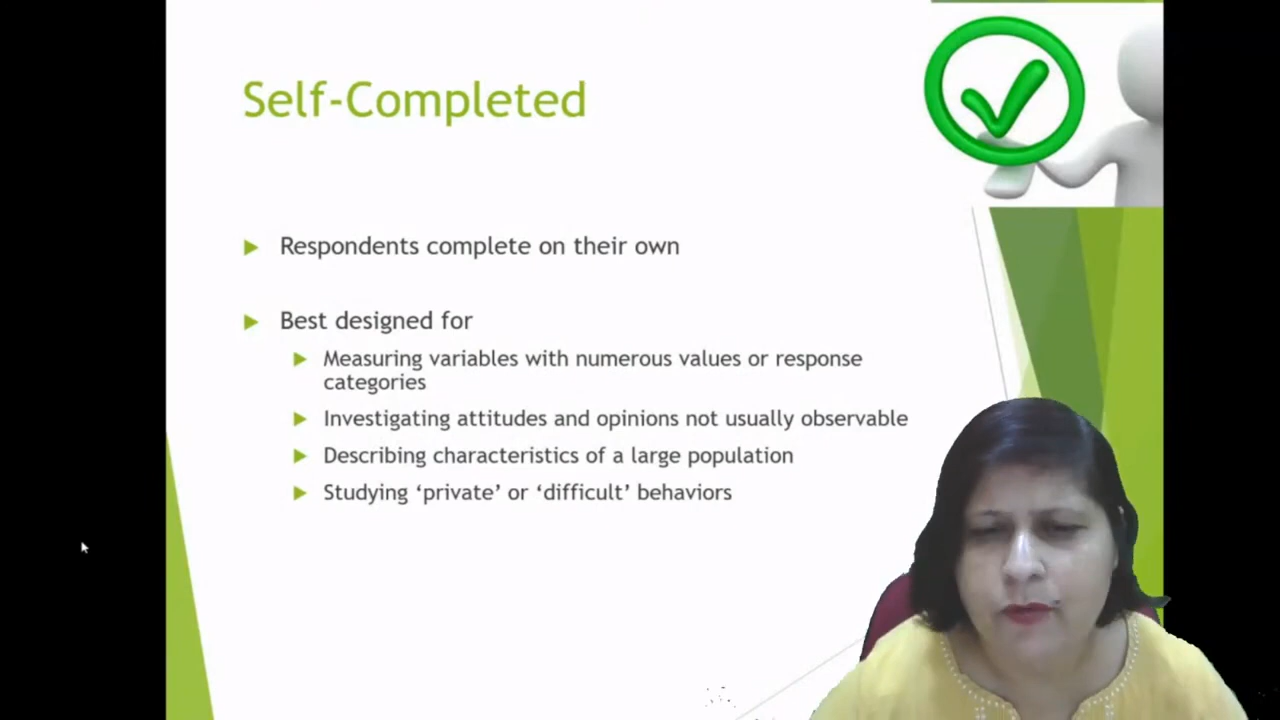 Self-Completed
Respondents complete on their own
Best designed for
Measuring variables with numerous values or response
categories
Investigating attitudes and opinions not usually observable
Describing characteristics of a large population
Studying ‘private’ or ‘difficult’ behaviors